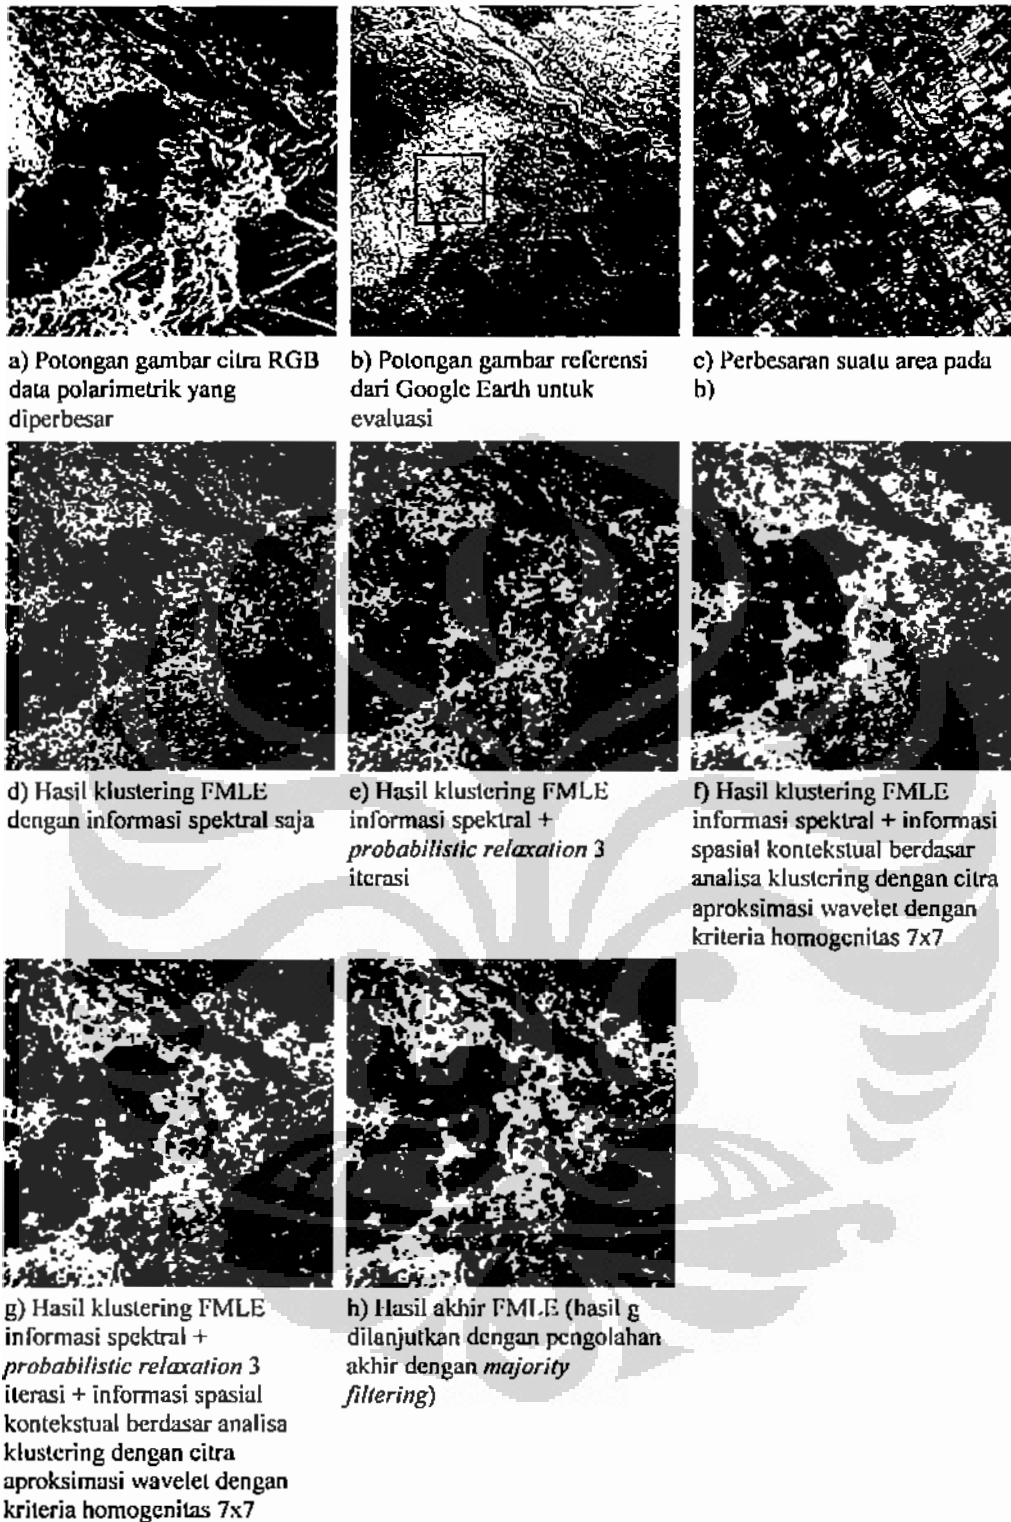 a) Potongan gambar citra RGB
data polarimetrik yang
diperbesar
b) Potongan gambar referensi
dari Google Earth untuk
evaluasi
c) Perbesaran suatu area pada
b)
d) Hasil klustering FMLE
dengan informasi spektral saja
e) Hasil klustering FMLE
informasi spektral +
probabilistic relaxation 3
iterasi
f) Hasil klustering FMLE
informasi spektral + informasi
spasial kontekstual berdasar
analisa klustering dengan citra
aproksimasi wavelet dengan
kriteria homogenitas 7x7
g) Hasil klustering FMLE
informasi spektral +
probabilistic relaxation 3
iterasi + informasi spasial
kontekstual berdasar analisa
klustering dengan citra
aproksimasi wavelet dengan
kriteria homogenitas 7x7
h) Hasil akhir FMLE (hasil g
dilanjutkan dengan pengolahan
akhir dengan majority
filtering)